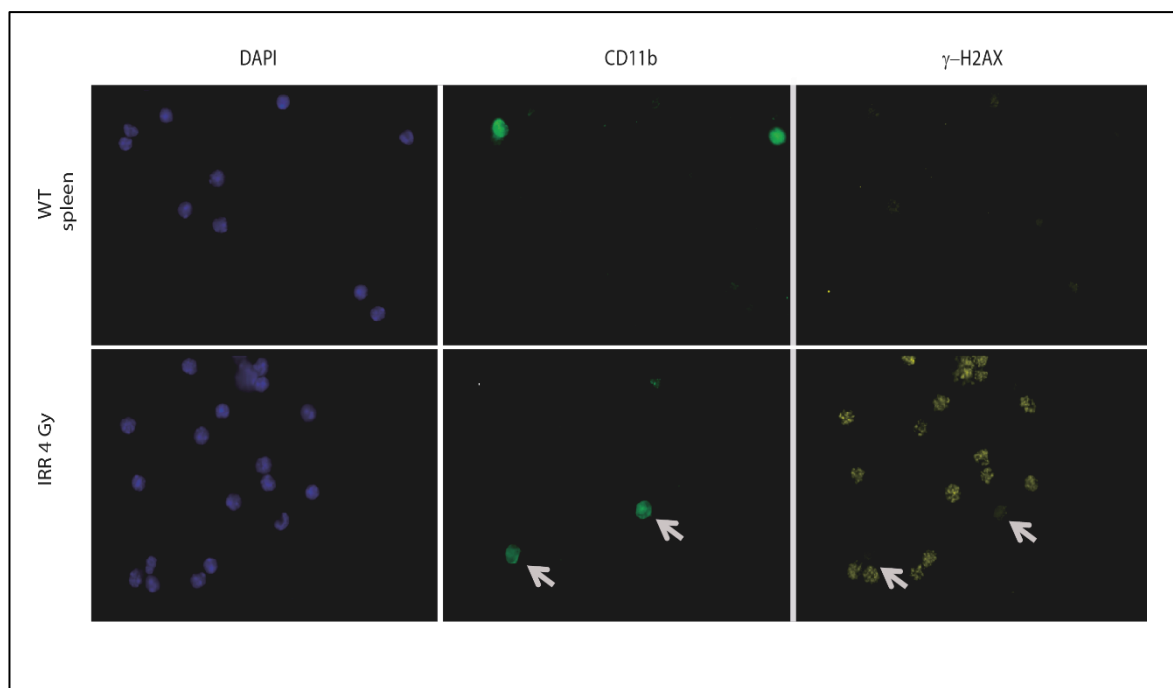 DAPI
CD11b
γ–H2AX
WT
spleen
IRR 4 Gy